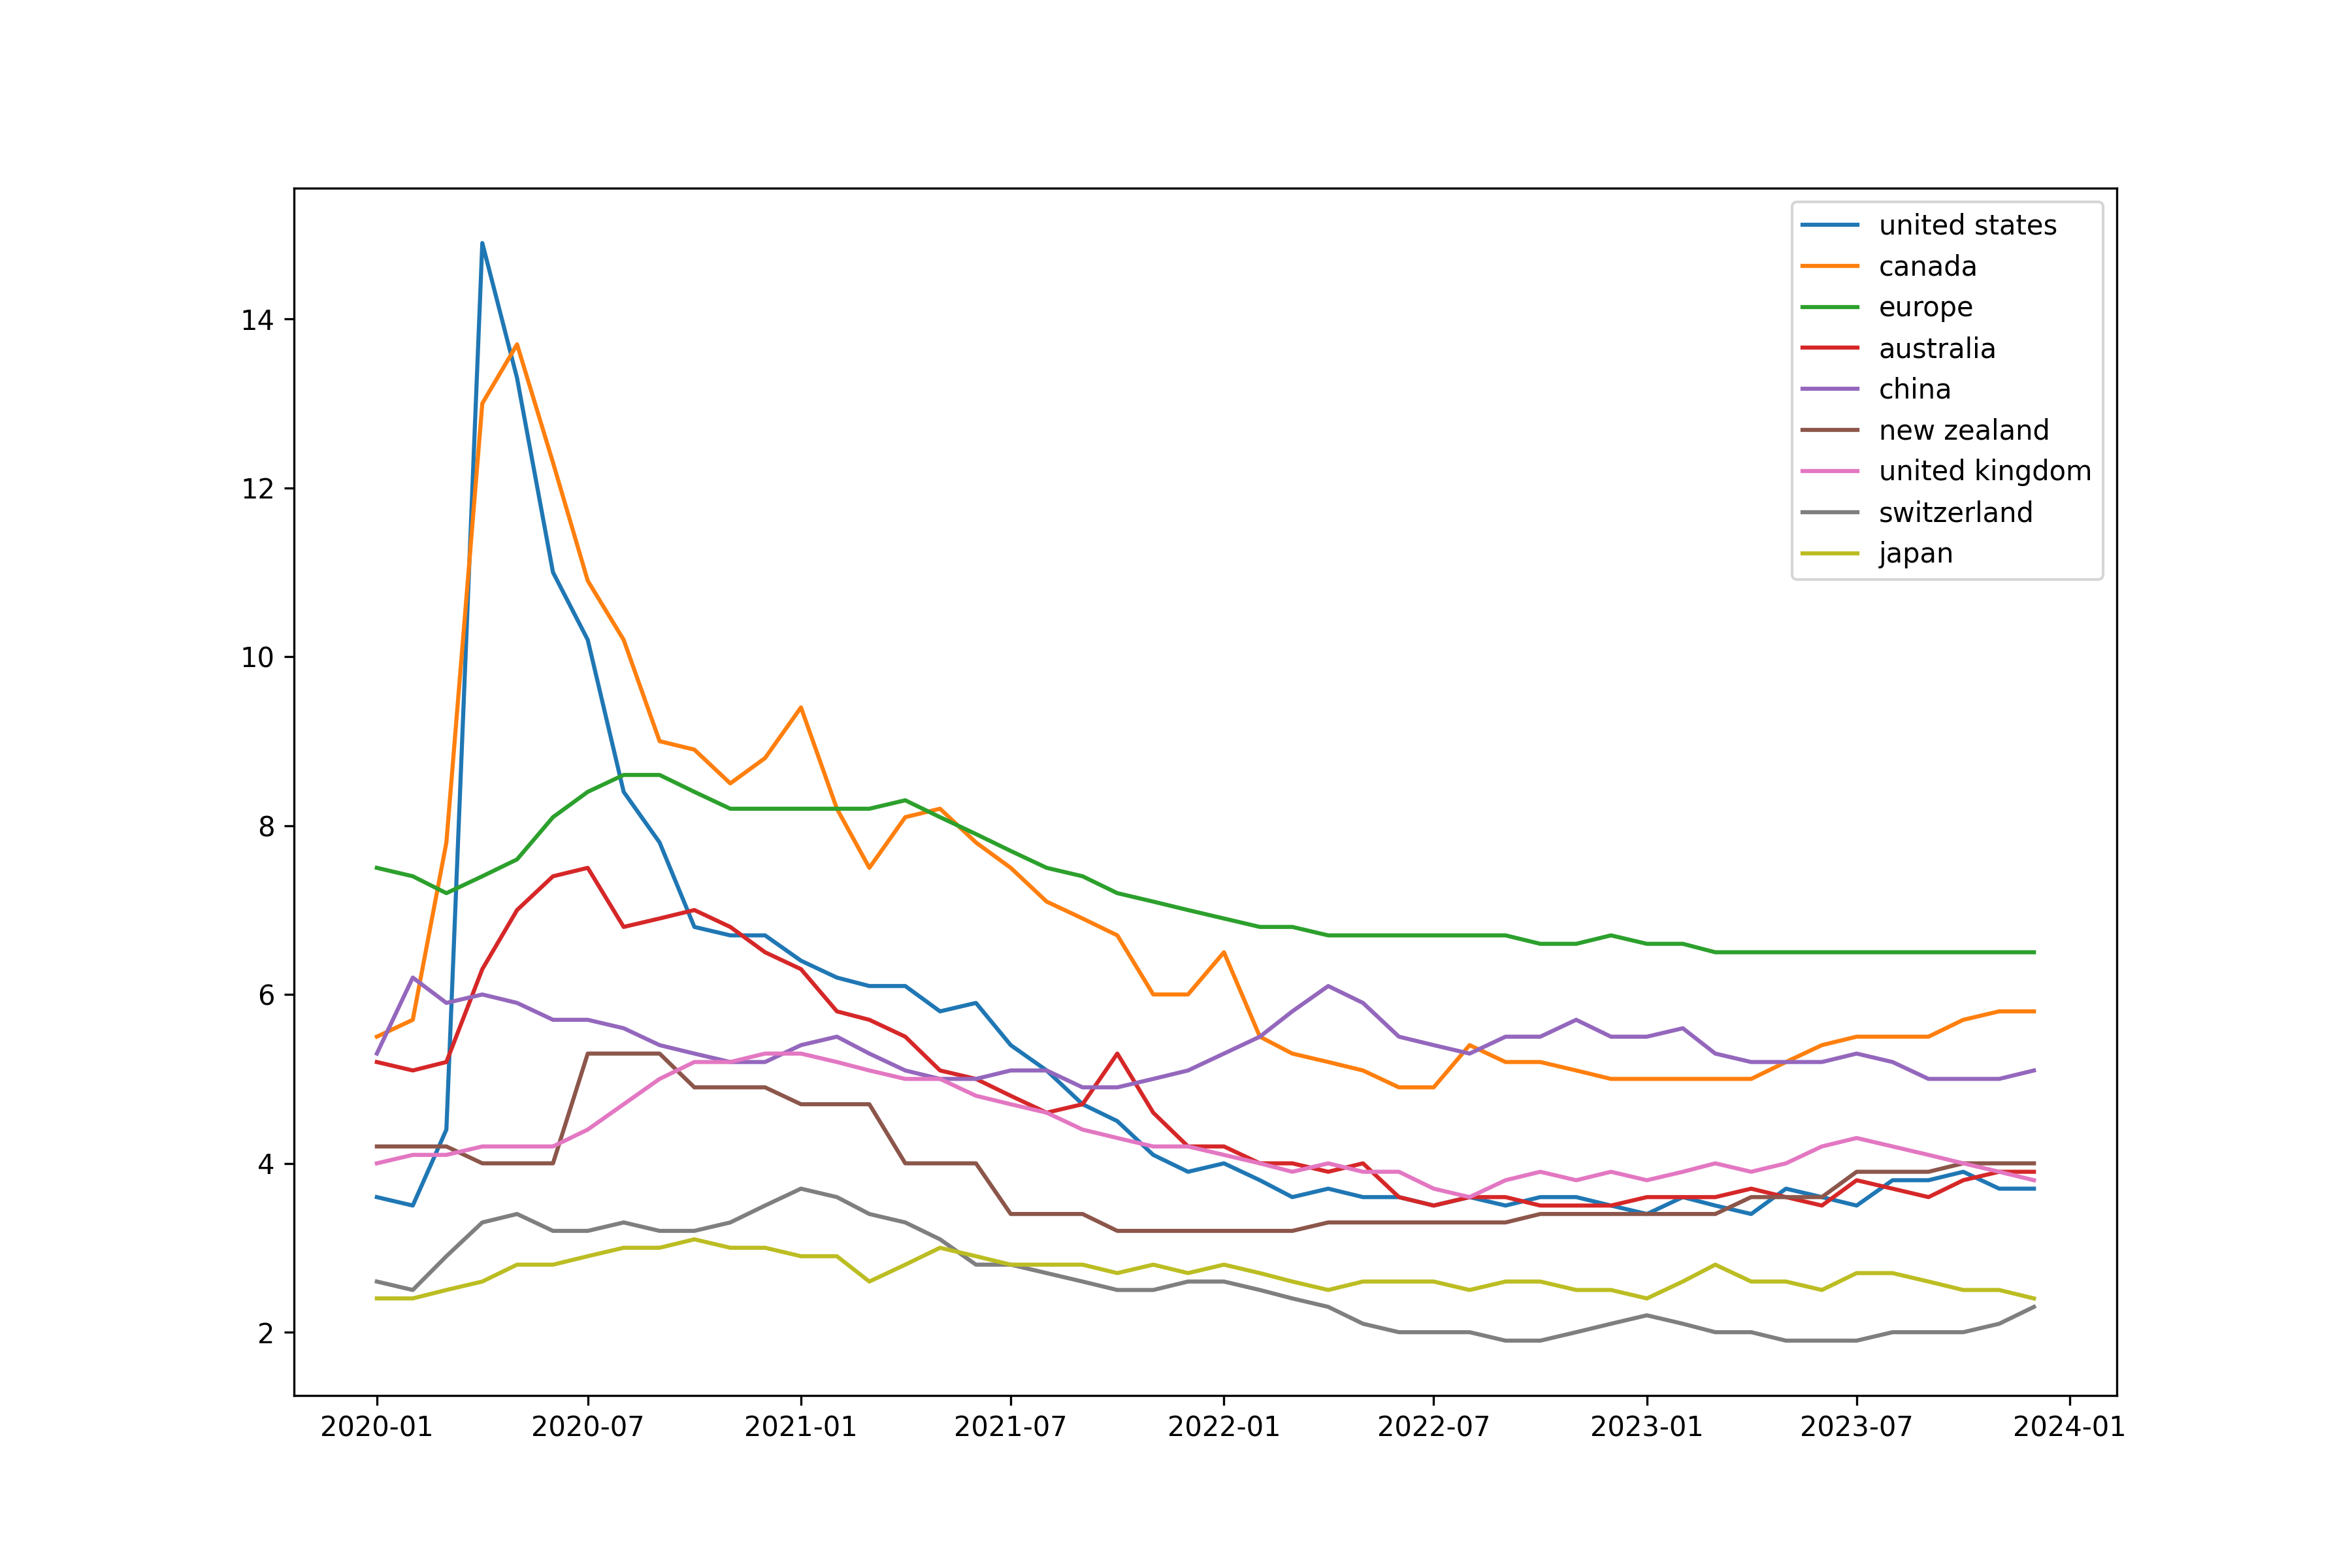 united states
canada
europe
australia
china
new zealand
united kingdom
switzerland
japan
14
12
10
8
6
4
2
2020-01 2020-07 2021-01 2021-07 2022-01 2022-07 2023-01 2023-07 2024-01